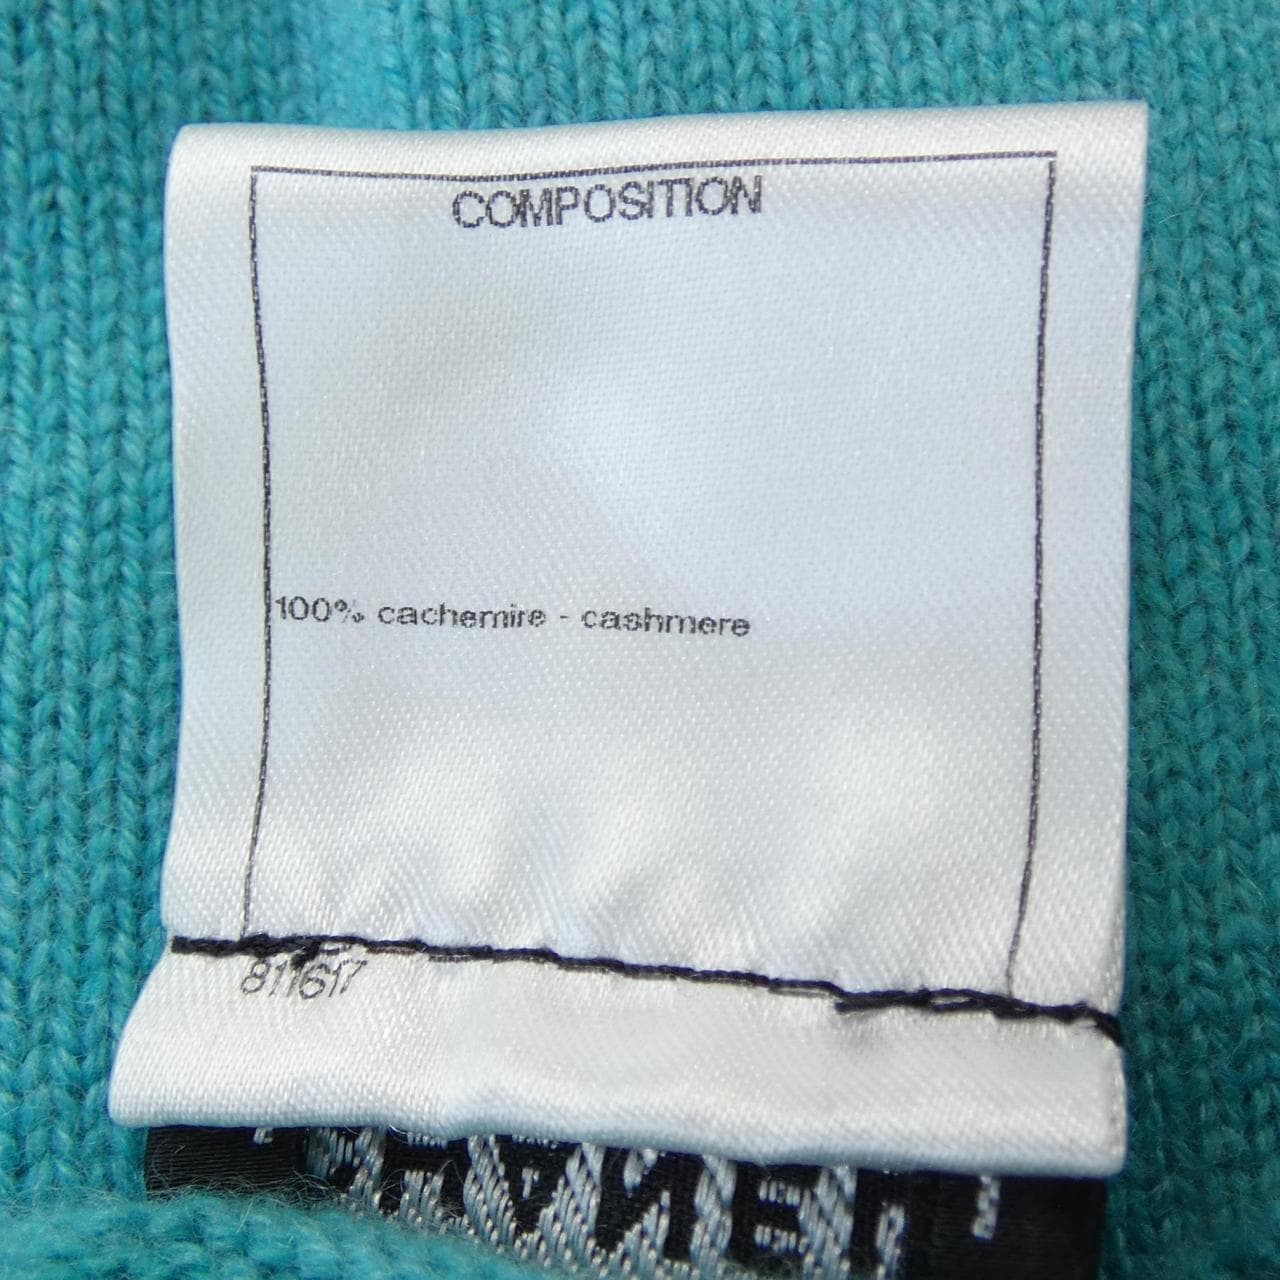 COMPOSITION
100% cachemire - cashmere
811617